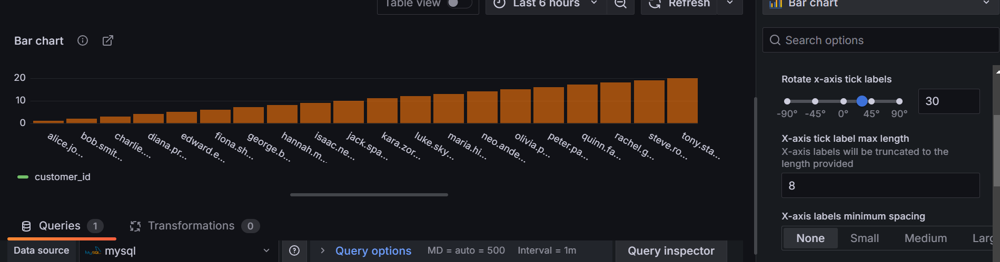 Table view
Last 6 hours
Refresh
Bar chart
Bar chart
Search options
20
10
0
alice.jo...
bob.smit...
charlie....
diana.pr...
edward.e...
fiona.sh...
george.b...
hannah.m...
isaac.ne...
jack.spa...
kara.zor...
luke.sky...
maria.hi...
neo.ande...
olivia.p...
peter.pa...
quinn.fa...
rachel.g...
steve.ro...
tony.sta...
customer_id
Rotate x-axis tick labels
-90° -45° 0° 45° 90°
30
X-axis tick label max length
X-axis labels will be truncated to the
length provided
8
X-axis labels minimum spacing
None Small Medium Larg
Queries 1 Transformations 0
Data source MySQL mysql Query options MD = auto = 500 Interval = 1m Query inspector